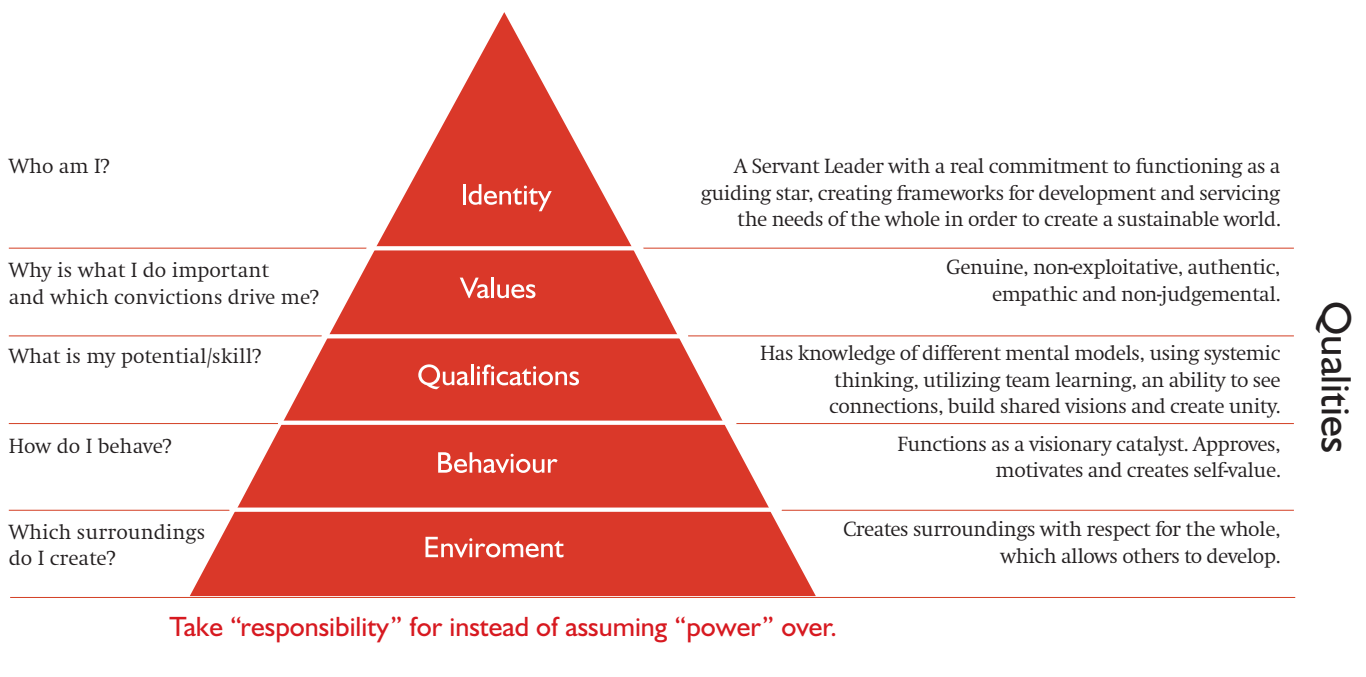 Who am I?
Identity
A Servant Leader with a real commitment to functioning as a
guiding star, creating frameworks for development and servicing
the needs of the whole in order to create a sustainable world.
Why is what I do important
and which convictions drive me?
Values
Genuine, non-exploitative, authentic,
empathic and non-judgemental.
What is my potential/skill?
Qualifications
Has knowledge of different mental models, using systemic
thinking, utilizing team learning, an ability to see
connections, build shared visions and create unity.
How do I behave?
Behaviour
Functions as a visionary catalyst. Approves,
motivates and creates self-value.
Which surroundings
do I create?
Enviroment
Creates surroundings with respect for the whole,
which allows others to develop.
Qualities
Take “responsibility” for instead of assuming “power” over.